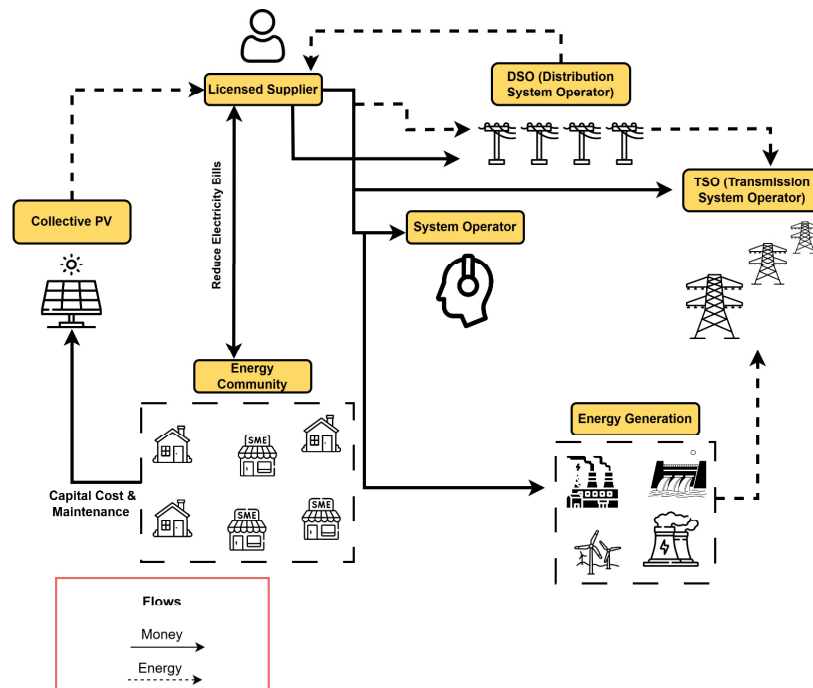 Licensed Supplier
DSO (Distribution
System Operator)
TSO (Transmission
System Operator)
Collective PV
System Operator
Reduce Electricity Bills
Energy
Community
Energy Generation
SME
SME
SME
Capital Cost &
Maintenance
Flows
Money
Energy